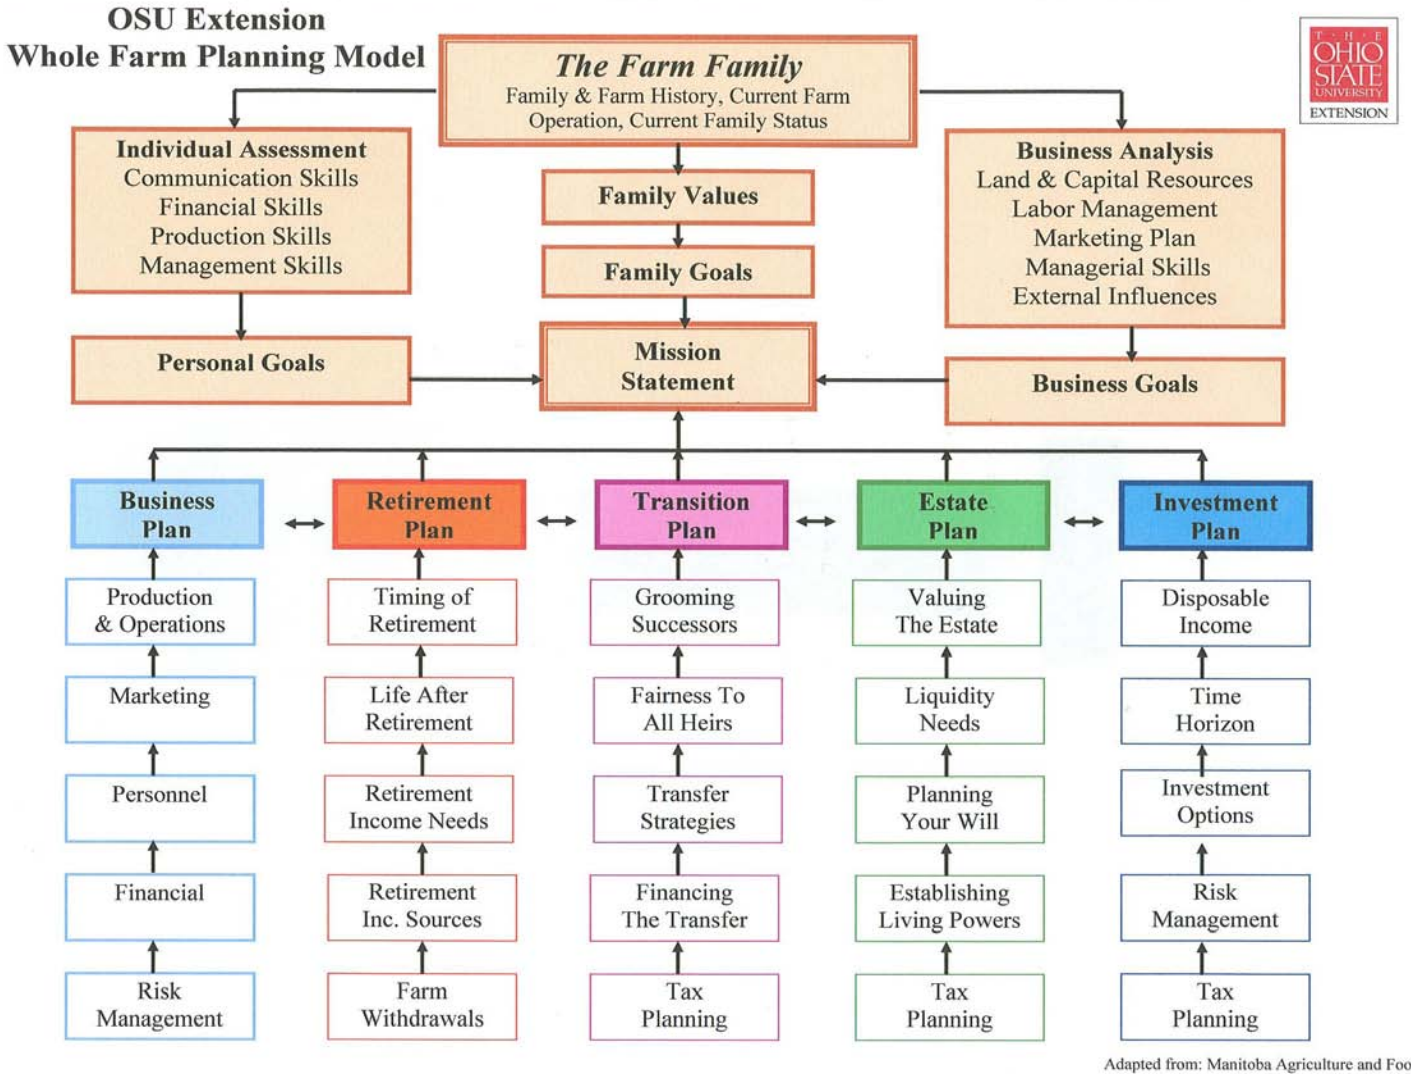 OSU Extension
Whole Farm Planning Model
The Farm Family
Family & Farm History, Current Farm
Operation, Current Family Status
THE
OHIO
STATE
UNIVERSITY
EXTENSION
Individual Assessment
Communication Skills
Financial Skills
Production Skills
Management Skills
Family Values
Family Goals
Business Analysis
Land & Capital Resources
Labor Management
Marketing Plan
Managerial Skills
External Influences
Personal Goals
Mission
Statement
Business Goals
Business
Plan
Retirement
Plan
Transition
Plan
Estate
Plan
Investment
Plan
Production
& Operations
Timing of
Retirement
Grooming
Successors
Valuing
The Estate
Disposable
Income
Marketing
Life After
Retirement
Fairness To
All Heirs
Liquidity
Needs
Time
Horizon
Personnel
Retirement
Income Needs
Transfer
Strategies
Planning
Your Will
Investment
Options
Financial
Retirement
Inc. Sources
Financing
The Transfer
Establishing
Living Powers
Risk
Management
Risk
Management
Farm
Withdrawals
Tax
Planning
Tax
Planning
Tax
Planning
Adapted from: Manitoba Agriculture and Foo